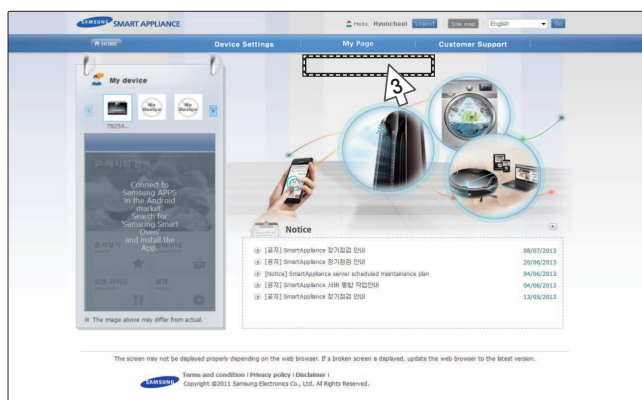 SAMSUNG SMART APPLIANCE
Hello, Hyuncheol Logout Site map English Go
HOME Device Settings My Page Customer Support
My device
No Device
No Device
7825A...
3
Connect to
Samsung APPS
in the Android
market.
Search for
'Samsung Smart
Oven'
and install the
App.
※ The image above may differ from actual.
Notice
[공지] SmartAppliance 정기점검 안내 08/07/2013
[공지] SmartAppliance 정기점검 안내 20/06/2013
[Notice] SmartAppliance server scheduled maintainance plan 04/06/2013
[공지] SmartAppliance 서버 통합 작업안내 04/06/2013
[공지] SmartAppliance 정기점검 안내 13/05/2013
The screen may not be displayed properly depending on the web browser. If a broken screen is displayed, update the web browser to the latest version.
SAMSUNG
Terms and condition | Privacy policy | Disclaimer |
Copyright @2011 Samsung Electronics Co., Ltd. All Rights Reserved.